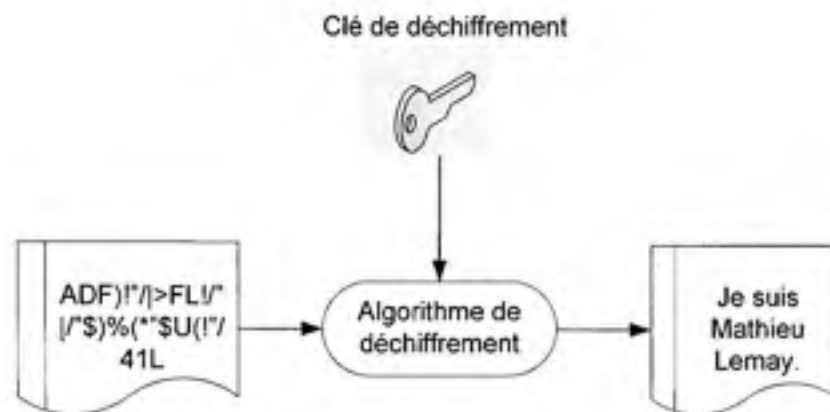 Clé de déchiffrement
ADF)!"/|>FL!/"
|/"$)%(*"$U(!"/
41L
Algorithme de
déchiffrement
Je suis
Mathieu
Lemay.